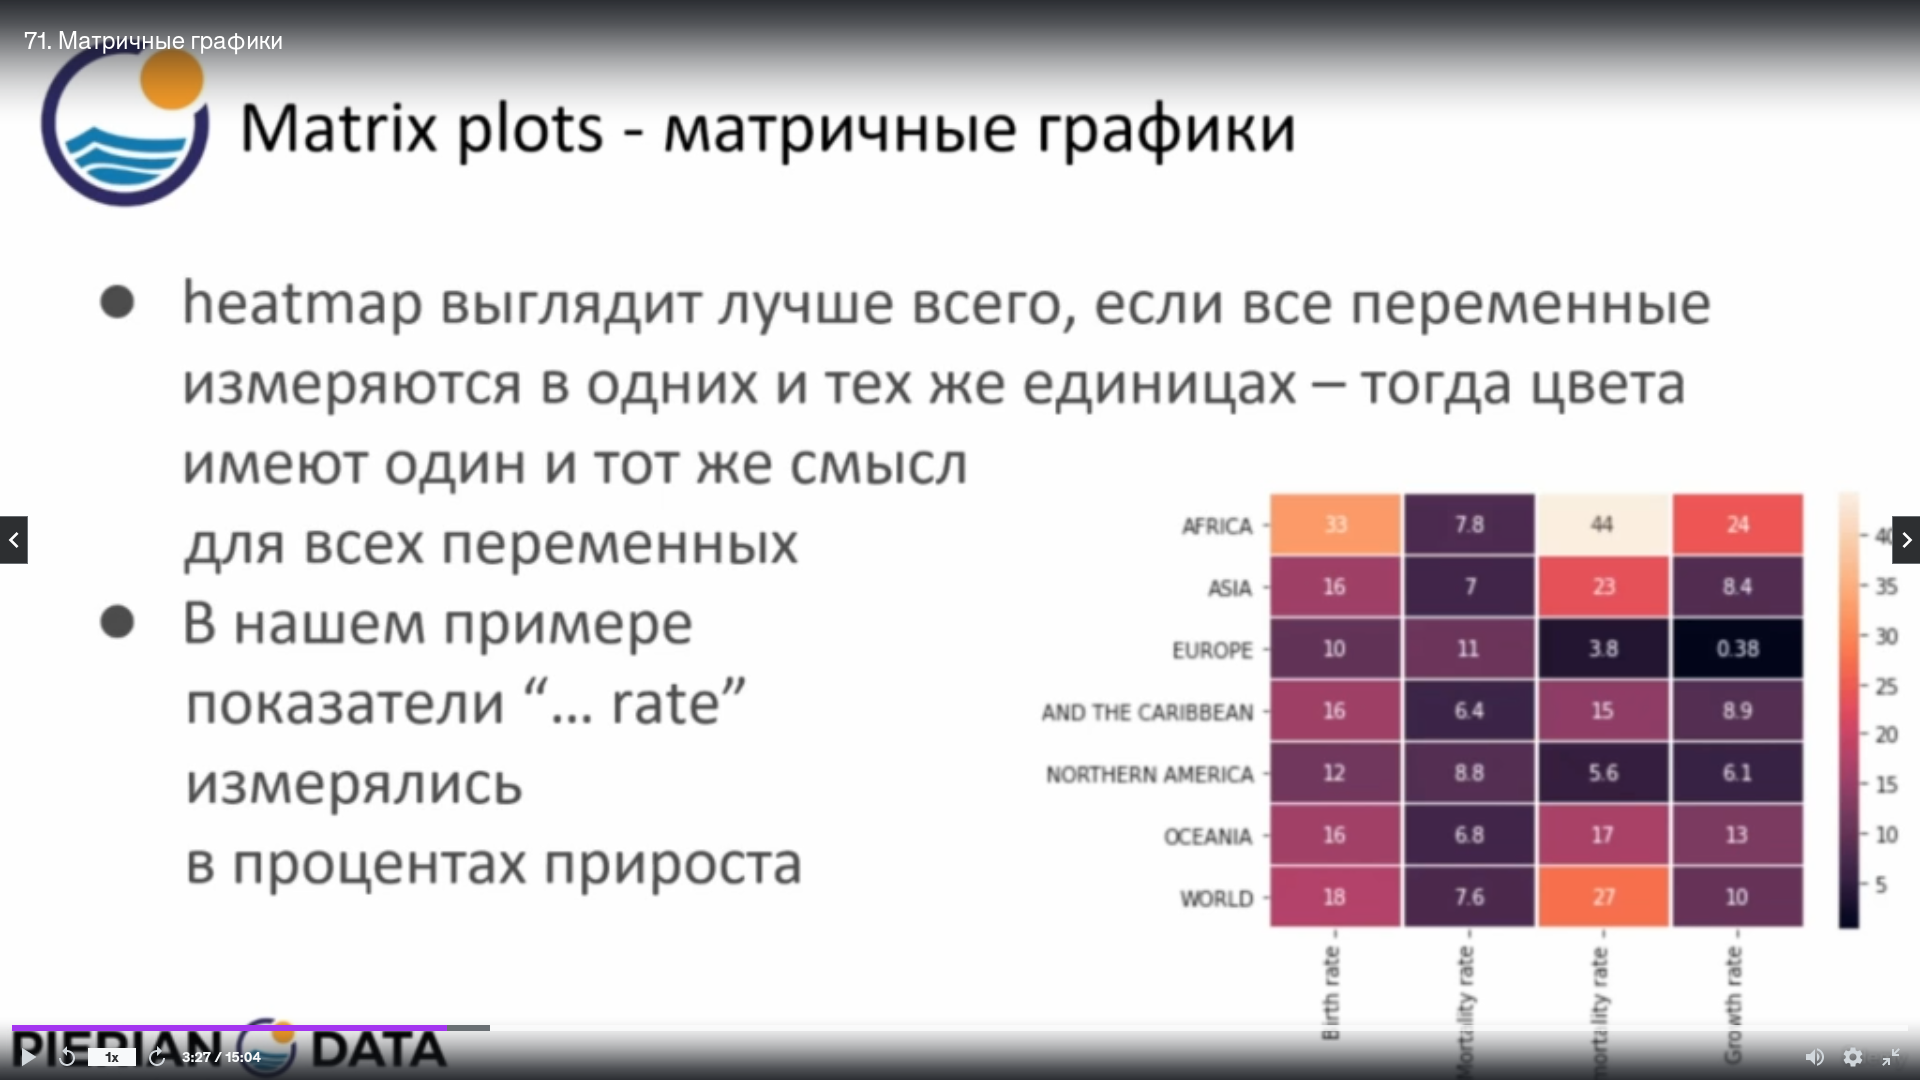 71. Матричные графики
Matrix plots - матричные графики
● heatmap выглядит лучше всего, если все переменные
измеряются в одних и тех же единицах – тогда цвета
имеют один и тот же смысл
для всех переменных
● В нашем примере
показатели “... rate”
измерялись
в процентах прироста
AFRICA 33 7.8 44 24
ASIA 16 7 23 8.4
EUROPE 10 11 3.8 0.38
AND THE CARIBBEAN 16 6.4 15 8.9
NORTHERN AMERICA 12 8.8 5.6 6.1
OCEANIA 16 6.8 17 13
WORLD 18 7.6 27 10
40
35
30
25
20
15
10
5
Birth rate
Mortality rate
mortality rate
Growth rate
PIERIAN DATA
1x
3:27 / 15:04